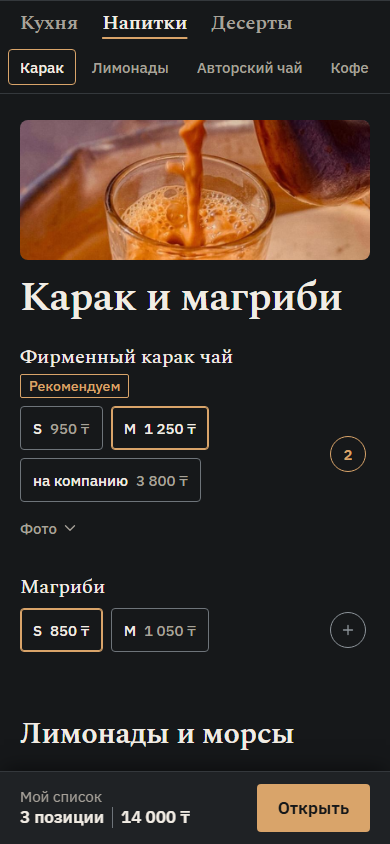 Кухня Напитки Десерты
Карак Лимонады Авторский чай Кофе
Карак и магриби
Фирменный карак чай
Рекомендуем
S 950 ₸ M 1 250 ₸
2
на компанию 3 800 ₸
Фото
Магриби
S 850 ₸ M 1 050 ₸ +
Лимонады и морсы
Мой список
3 позиции 14 000 ₸
Открыть